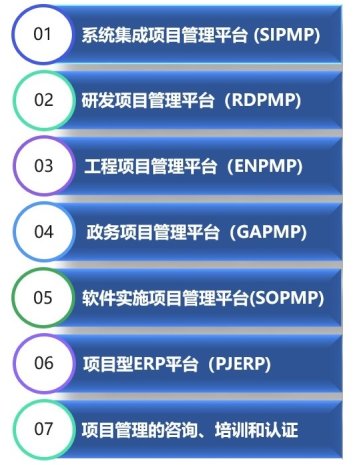 01 系统集成项目管理平台 (SIPMP)
02 研发项目管理平台（RDPMP)
03 工程项目管理平台（ENPMP)
04 政务项目管理平台（GAPMP)
05 软件实施项目管理平台(SOPMP)
06 项目型ERP平台（PJERP)
07 项目管理的咨询、培训和认证